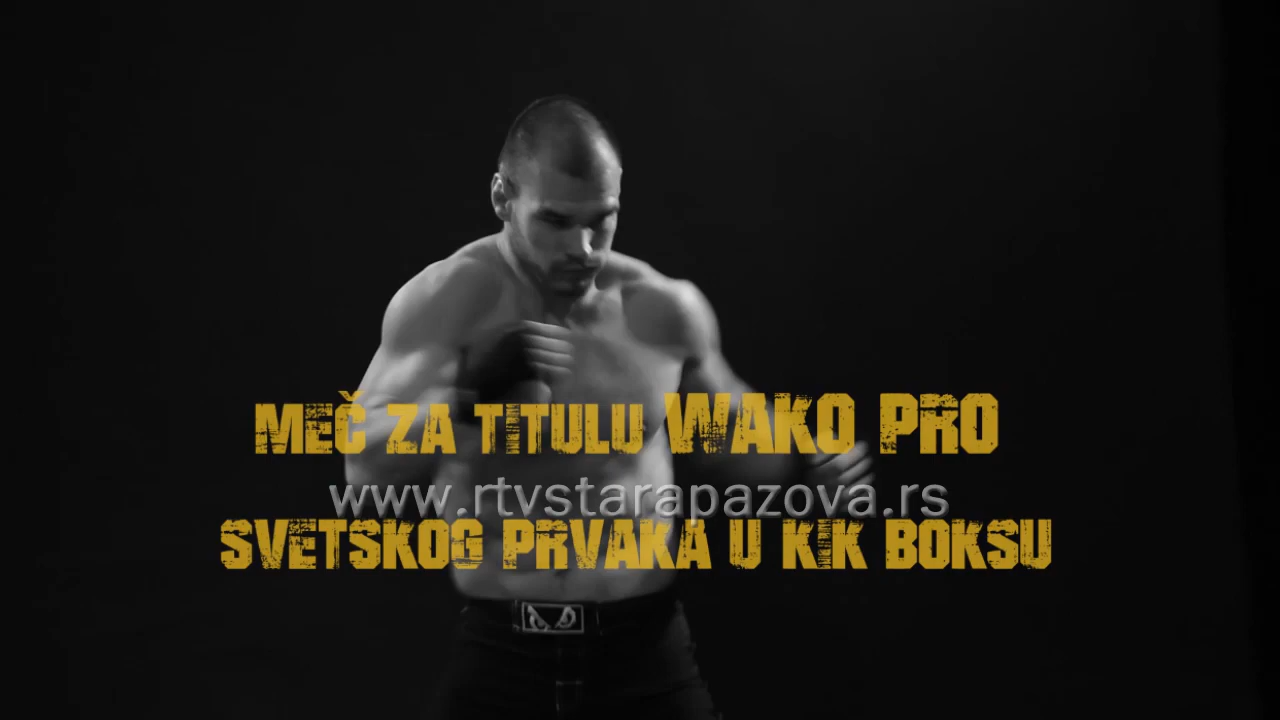 MEČ ZA TITULU WAKO PRO
www.rtvstarapazova.rs
SVETSKOG PRVAKA U KIK BOKSU